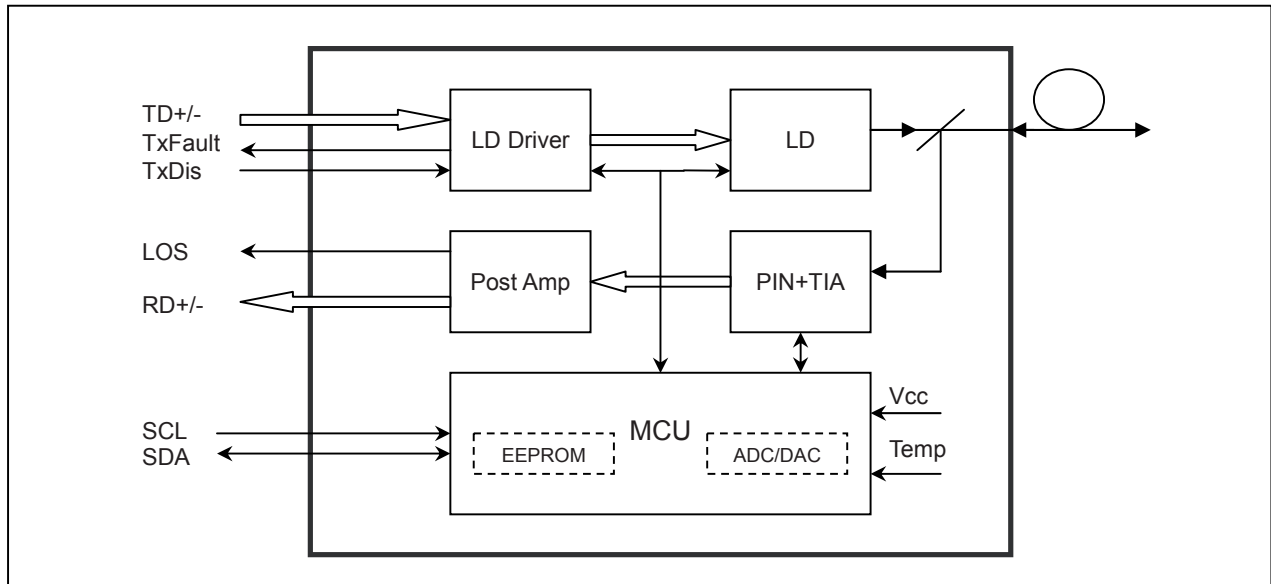 TD+/-
TxFault
TxDis
LD Driver
LD
LOS
RD+/-
Post Amp
PIN+TIA
SCL
SDA
MCU
EEPROM
ADC/DAC
Vcc
Temp